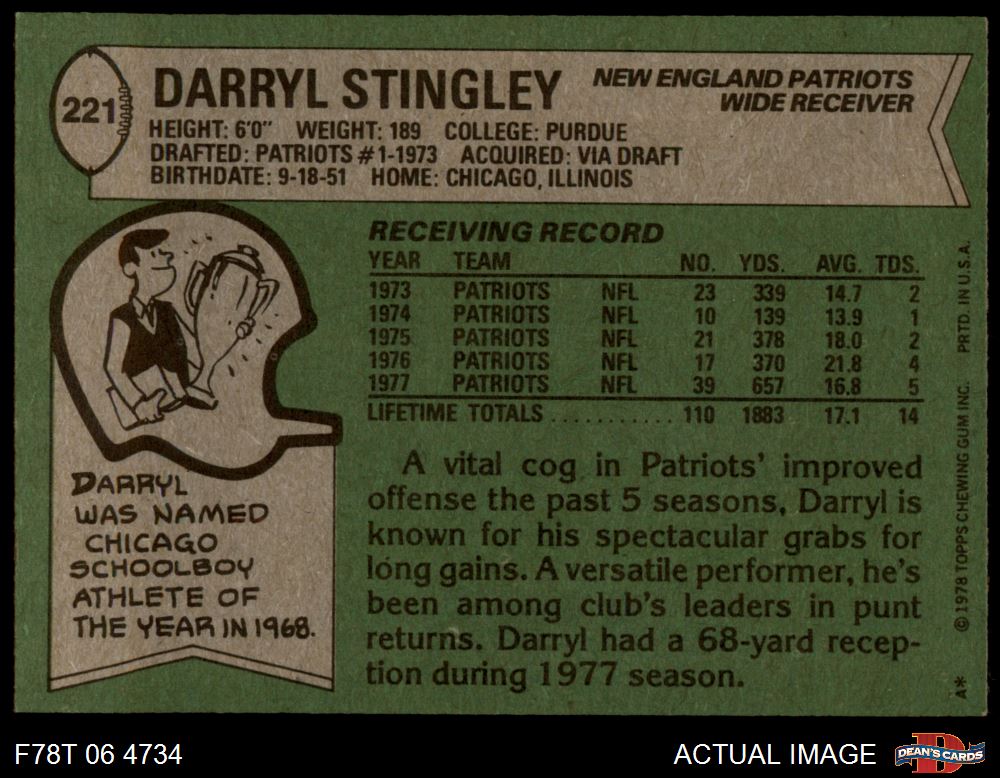 221
DARRYL STINGLEY
NEW ENGLAND PATRIOTS
WIDE RECEIVER
HEIGHT: 6'0" WEIGHT: 189 COLLEGE: PURDUE
DRAFTED: PATRIOTS #1-1973 ACQUIRED: VIA DRAFT
BIRTHDATE: 9-18-51 HOME: CHICAGO, ILLINOIS
RECEIVING RECORD
YEAR TEAM NO. YDS. AVG. TDS.
1973 PATRIOTS NFL 23 339 14.7 2
1974 PATRIOTS NFL 10 139 13.9 1
1975 PATRIOTS NFL 21 378 18.0 2
1976 PATRIOTS NFL 17 370 21.8 4
1977 PATRIOTS NFL 39 657 16.8 5
LIFETIME TOTALS ........... 110 1883 17.1 14
A vital cog in Patriots' improved
offense the past 5 seasons, Darryl is
known for his spectacular grabs for
long gains. A versatile performer, he's
been among club's leaders in punt
returns. Darryl had a 68-yard recep-
tion during 1977 season.
DARRYL
WAS NAMED
CHICAGO
SCHOOLBOY
ATHLETE OF
THE YEAR IN 1968.
A* © 1978 TOPPS CHEWING GUM INC. PRTD. IN U.S.A.
F78T 06 4734
ACTUAL IMAGE
D
DEAN'S CARDS